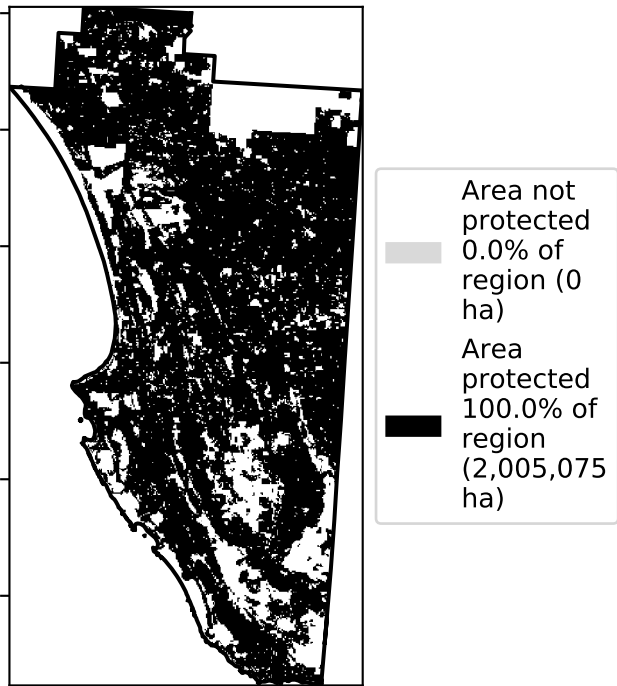 Area not
protected
0.0% of
region (0
ha)
Area
protected
100.0% of
region
(2,005,075
ha)